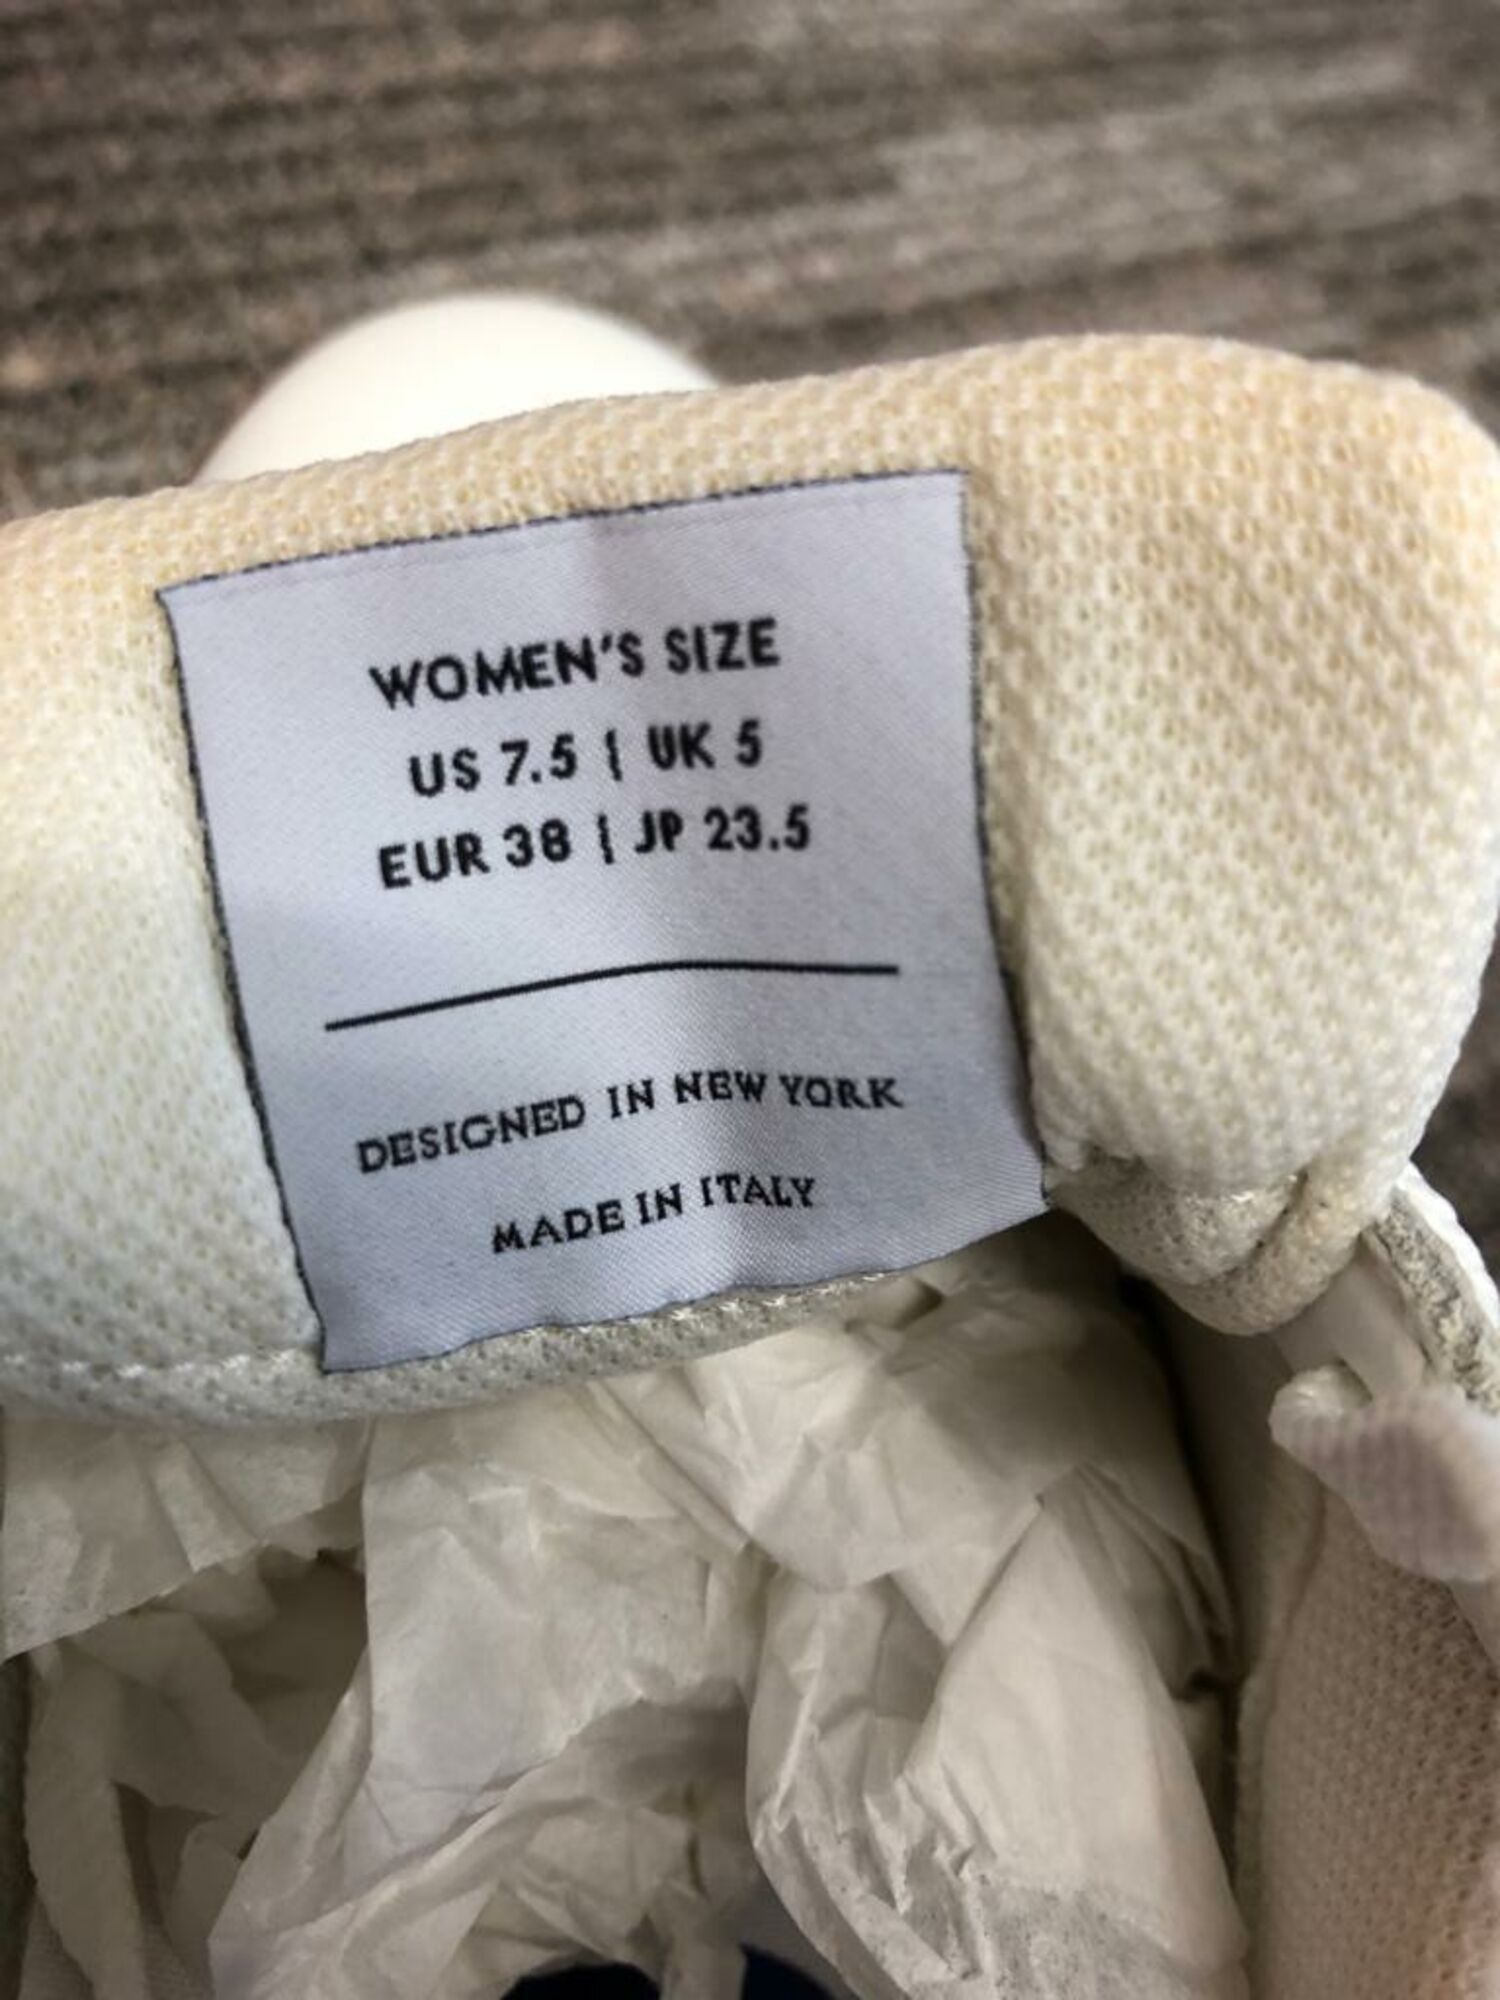 WOMEN'S SIZE
US 7.5 | UK 5
EUR 38 | JP 23.5
DESIGNED IN NEW YORK
MADE IN ITALY